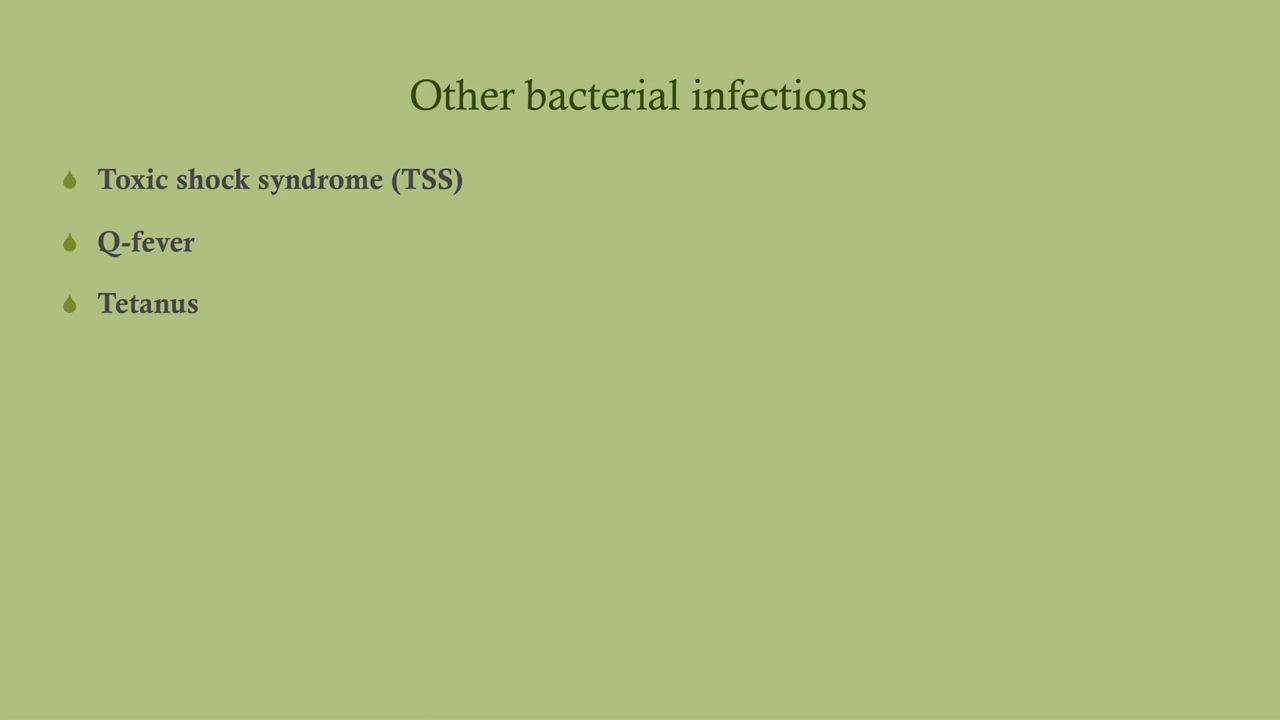 Other bacterial infections
Toxic shock syndrome (TSS)
Q-fever
Tetanus